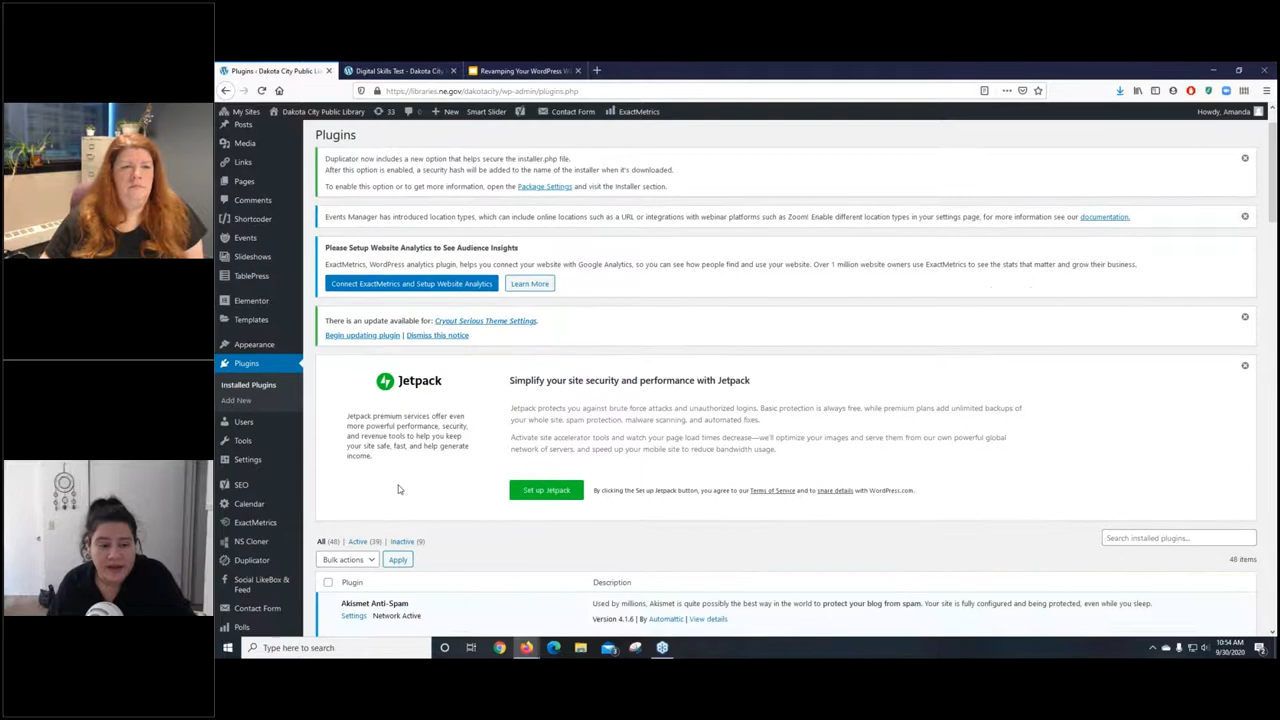 Plugins ‹ Dakota City Public Li
Digital Skills Test - Dakota City
Revamping Your WordPress W
https://libraries.ne.gov/dakotacity/wp-admin/plugins.php
My Sites Dakota City Public Library 33 0 New Smart Slider Contact Form ExactMetrics Howdy, Amanda
Posts
Media
Links
Pages
Comments
Shortcoder
Events
Slideshows
TablePress
Elementor
Templates
Appearance
Plugins
Installed Plugins
Add New
Users
Tools
Settings
SEO
Calendar
ExactMetrics
NS Cloner
Duplicator
Social LikeBox &
Feed
Contact Form
Polls
Plugins
Duplicator now includes a new option that helps secure the installer.php file.
After this option is enabled, a security hash will be added to the name of the installer when it's downloaded.
To enable this option or to get more information, open the Package Settings and visit the Installer section.
Events Manager has introduced location types, which can include online locations such as a URL or integrations with webinar platforms such as Zoom! Enable different location types in your settings page, for more information see our documentation.
Please Setup Website Analytics to See Audience Insights
ExactMetrics, WordPress analytics plugin, helps you connect your website with Google Analytics, so you can see how people find and use your website. Over 1 million website owners use ExactMetrics to see the stats that matter and grow their business.
Connect ExactMetrics and Setup Website Analytics Learn More
There is an update available for: Cryout Serious Theme Settings.
Begin updating plugin | Dismiss this notice
Jetpack
Jetpack premium services offer even
more powerful performance, security,
and revenue tools to help you keep
your site safe, fast, and help generate
income.
Simplify your site security and performance with Jetpack
Jetpack protects you against brute force attacks and unauthorized logins. Basic protection is always free, while premium plans add unlimited backups of
your whole site, spam protection, malware scanning, and automated fixes.
Activate site accelerator tools and watch your page load times decrease—we'll optimize your images and serve them from our own powerful global
network of servers, and speed up your mobile site to reduce bandwidth usage.
Set up Jetpack By clicking the Set up Jetpack button, you agree to our Terms of Service and to share details with WordPress.com.
All (48) Active (39) | Inactive (9)
Search installed plugins...
Bulk actions Apply 48 items
Plugin Description
Akismet Anti-Spam Used by millions, Akismet is quite possibly the best way in the world to protect your blog from spam. Your site is fully configured and being protected, even while you sleep.
Settings Network Active Version 4.1.6 | By Automattic | View details
Type here to search
10:54 AM
9/30/2020